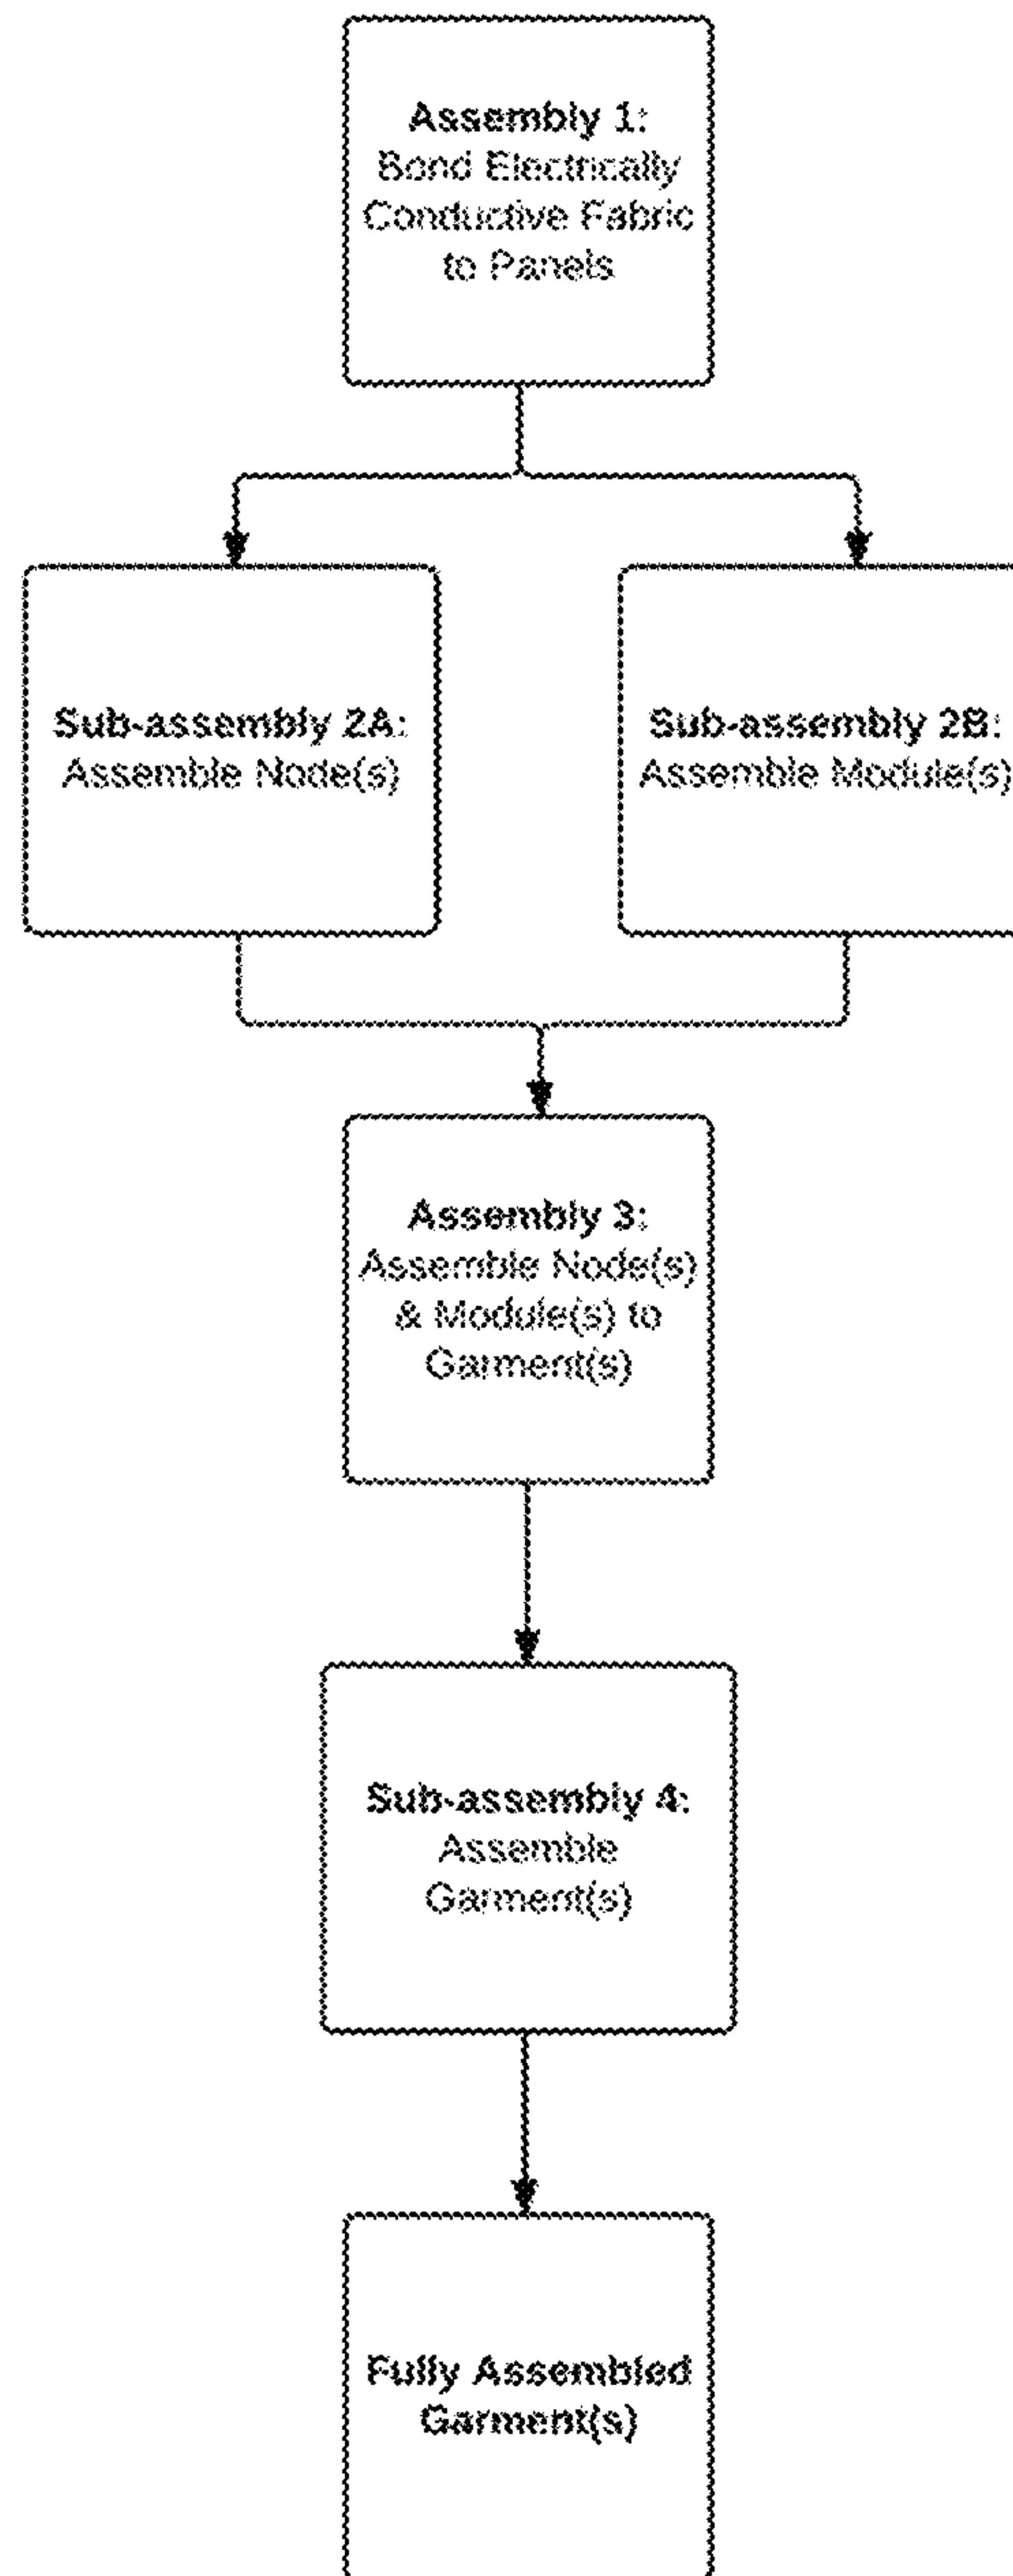 Assembly 1:
Bond Electrically
Conductive Fabric
to Panels
Sub-assembly 2A:
Assemble Node(s)
Sub-assembly 2B:
Assemble Module(s)
Assembly 3:
Assemble Node(s)
& Module(s) to
Garment(s)
Sub-assembly 4:
Assemble
Garment(s)
Fully Assembled
Garment(s)